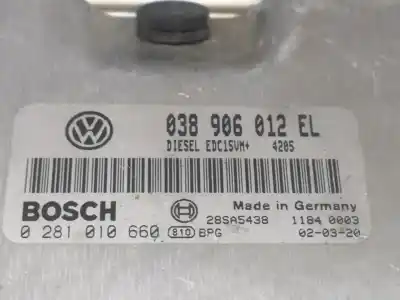 038 906 012 EL
DIESEL EDC15VM+ 4205
BOSCH
Made in Germany
28SA5438 1184 0003
0 281 010 660 810 BPG 02-03-20